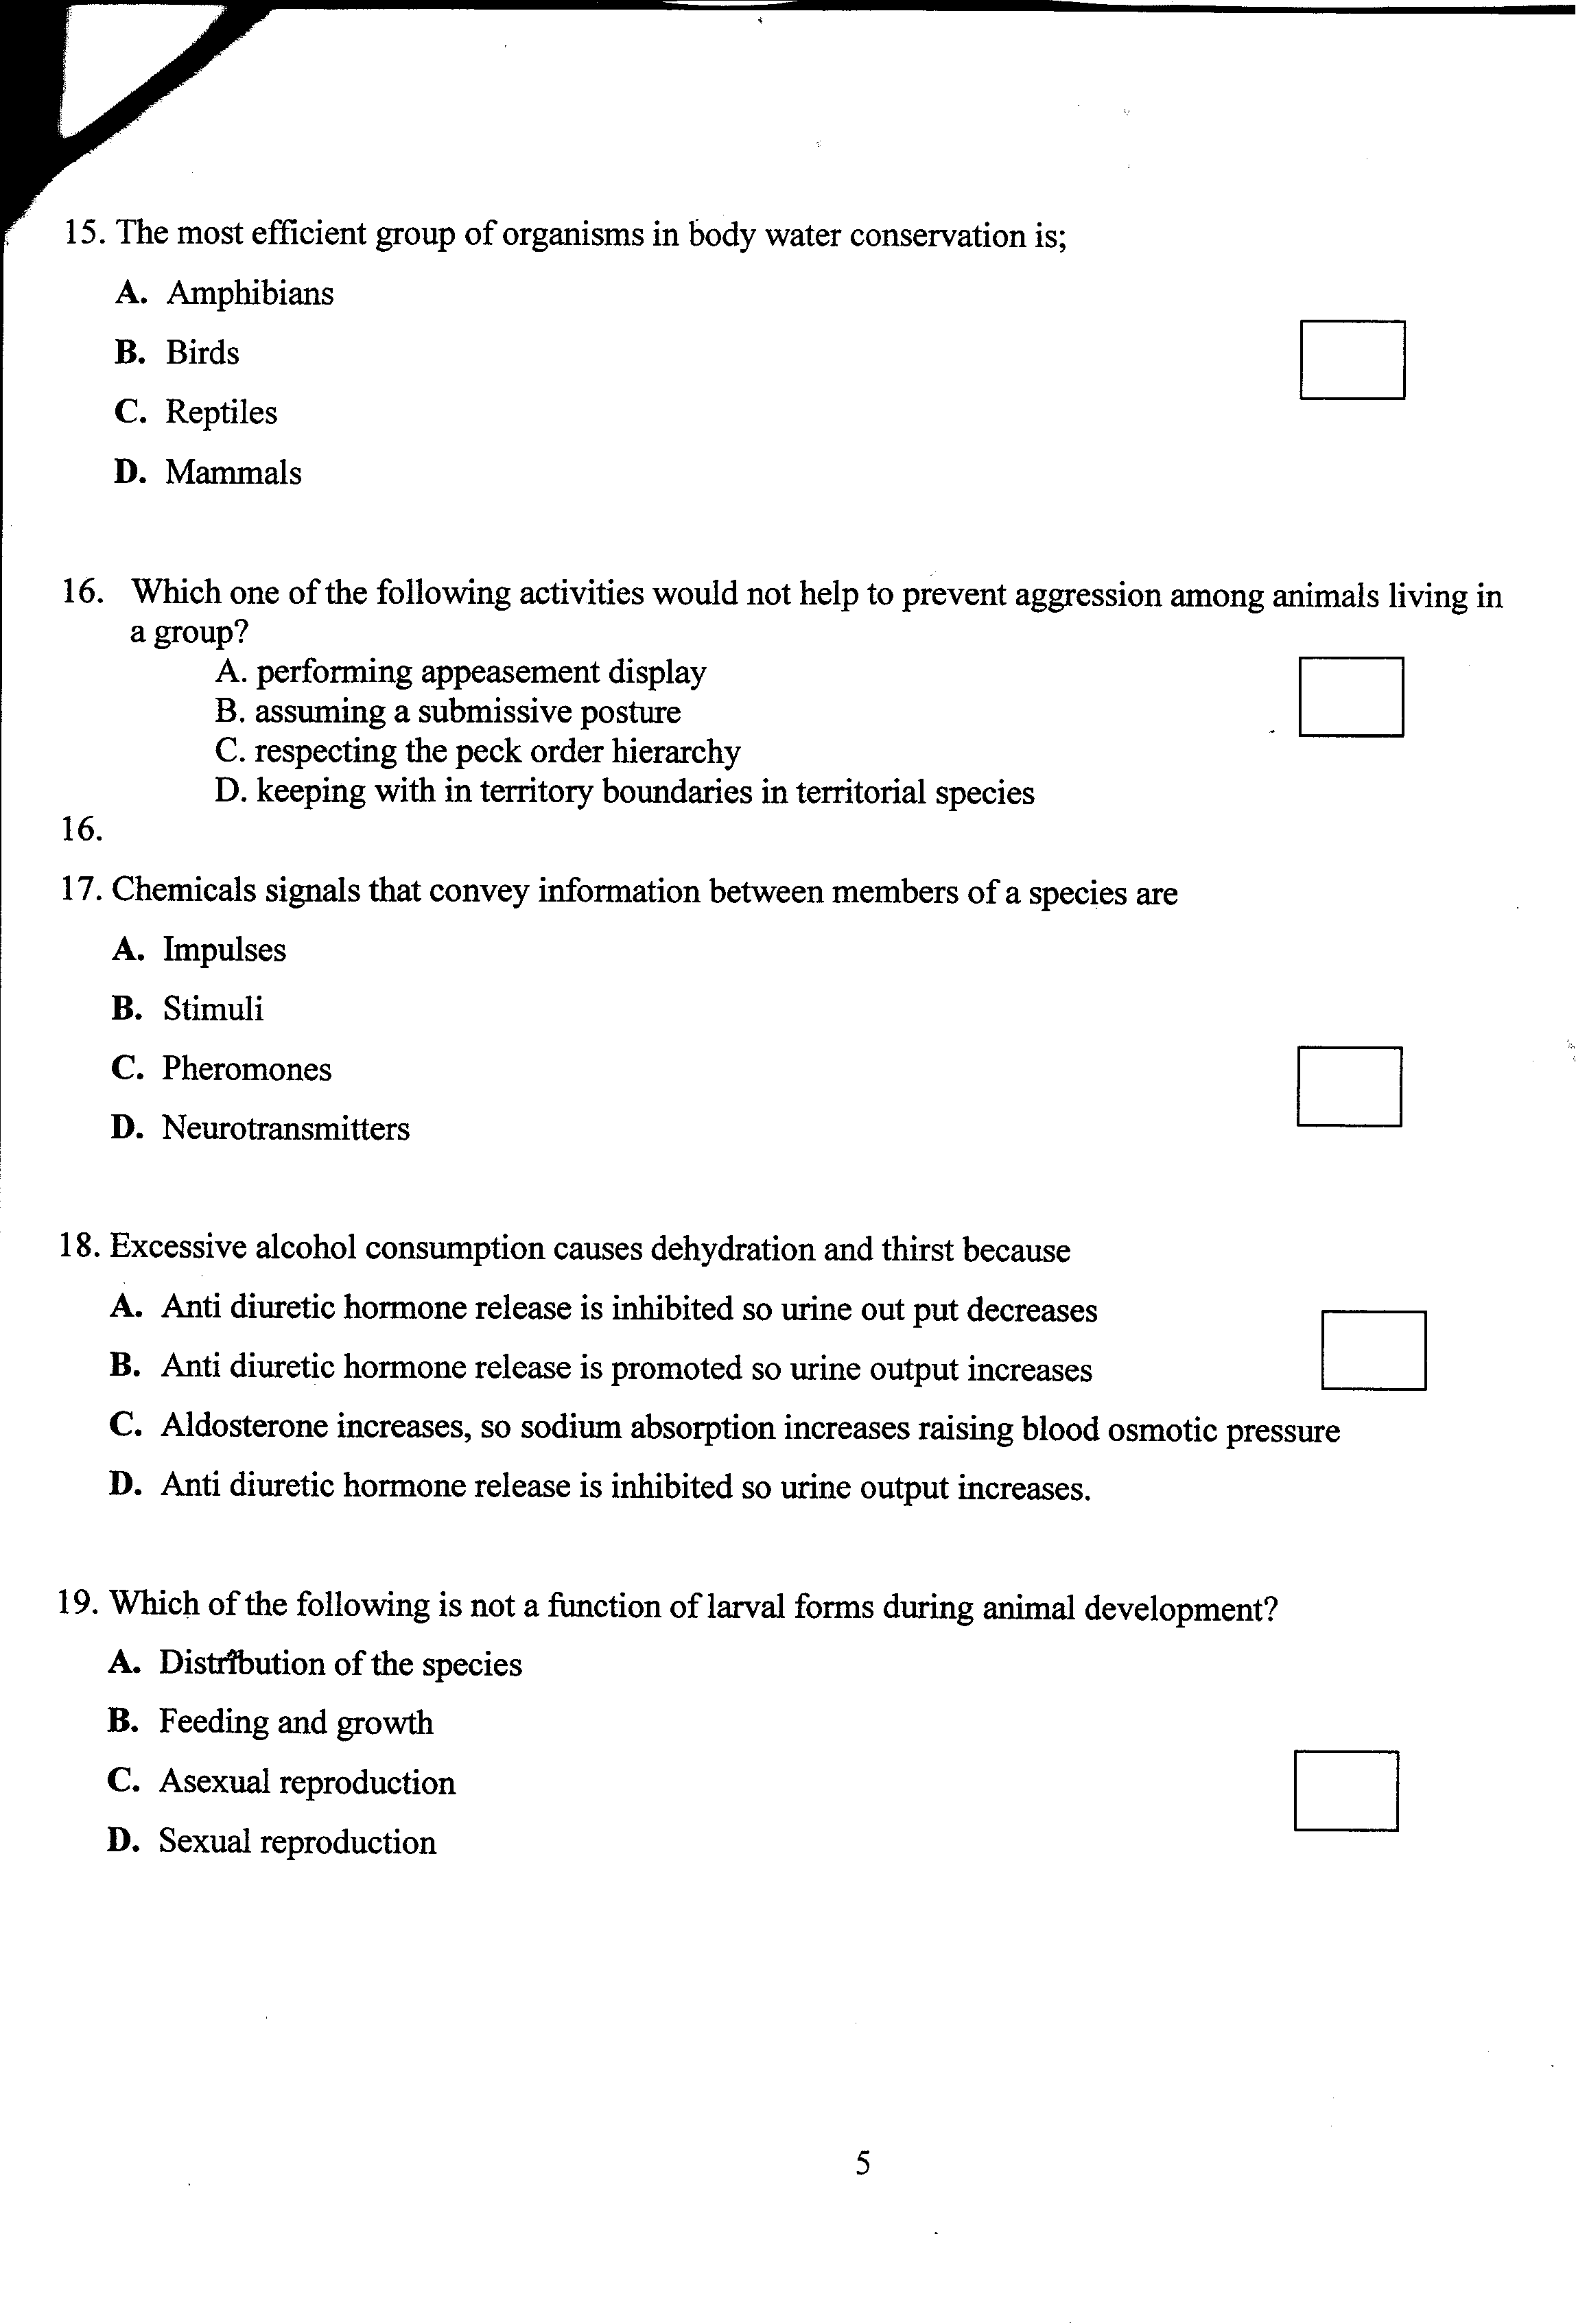 15. The most efficient group of organisms in body water conservation is;
A. Amphibians
B. Birds
C. Reptiles
D. Mammals
16. Which one of the following activities would not help to prevent aggression among animals living in
a group?
A. performing appeasement display
B. assuming a submissive posture
C. respecting the peck order hierarchy
D. keeping with in territory boundaries in territorial species
16.
17. Chemicals signals that convey information between members of a species are
A. Impulses
B. Stimuli
C. Pheromones
D. Neurotransmitters
18. Excessive alcohol consumption causes dehydration and thirst because
A. Anti diuretic hormone release is inhibited so urine out put decreases
B. Anti diuretic hormone release is promoted so urine output increases
C. Aldosterone increases, so sodium absorption increases raising blood osmotic pressure
D. Anti diuretic hormone release is inhibited so urine output increases.
19. Which of the following is not a function of larval forms during animal development?
A. Distribution of the species
B. Feeding and growth
C. Asexual reproduction
D. Sexual reproduction
5